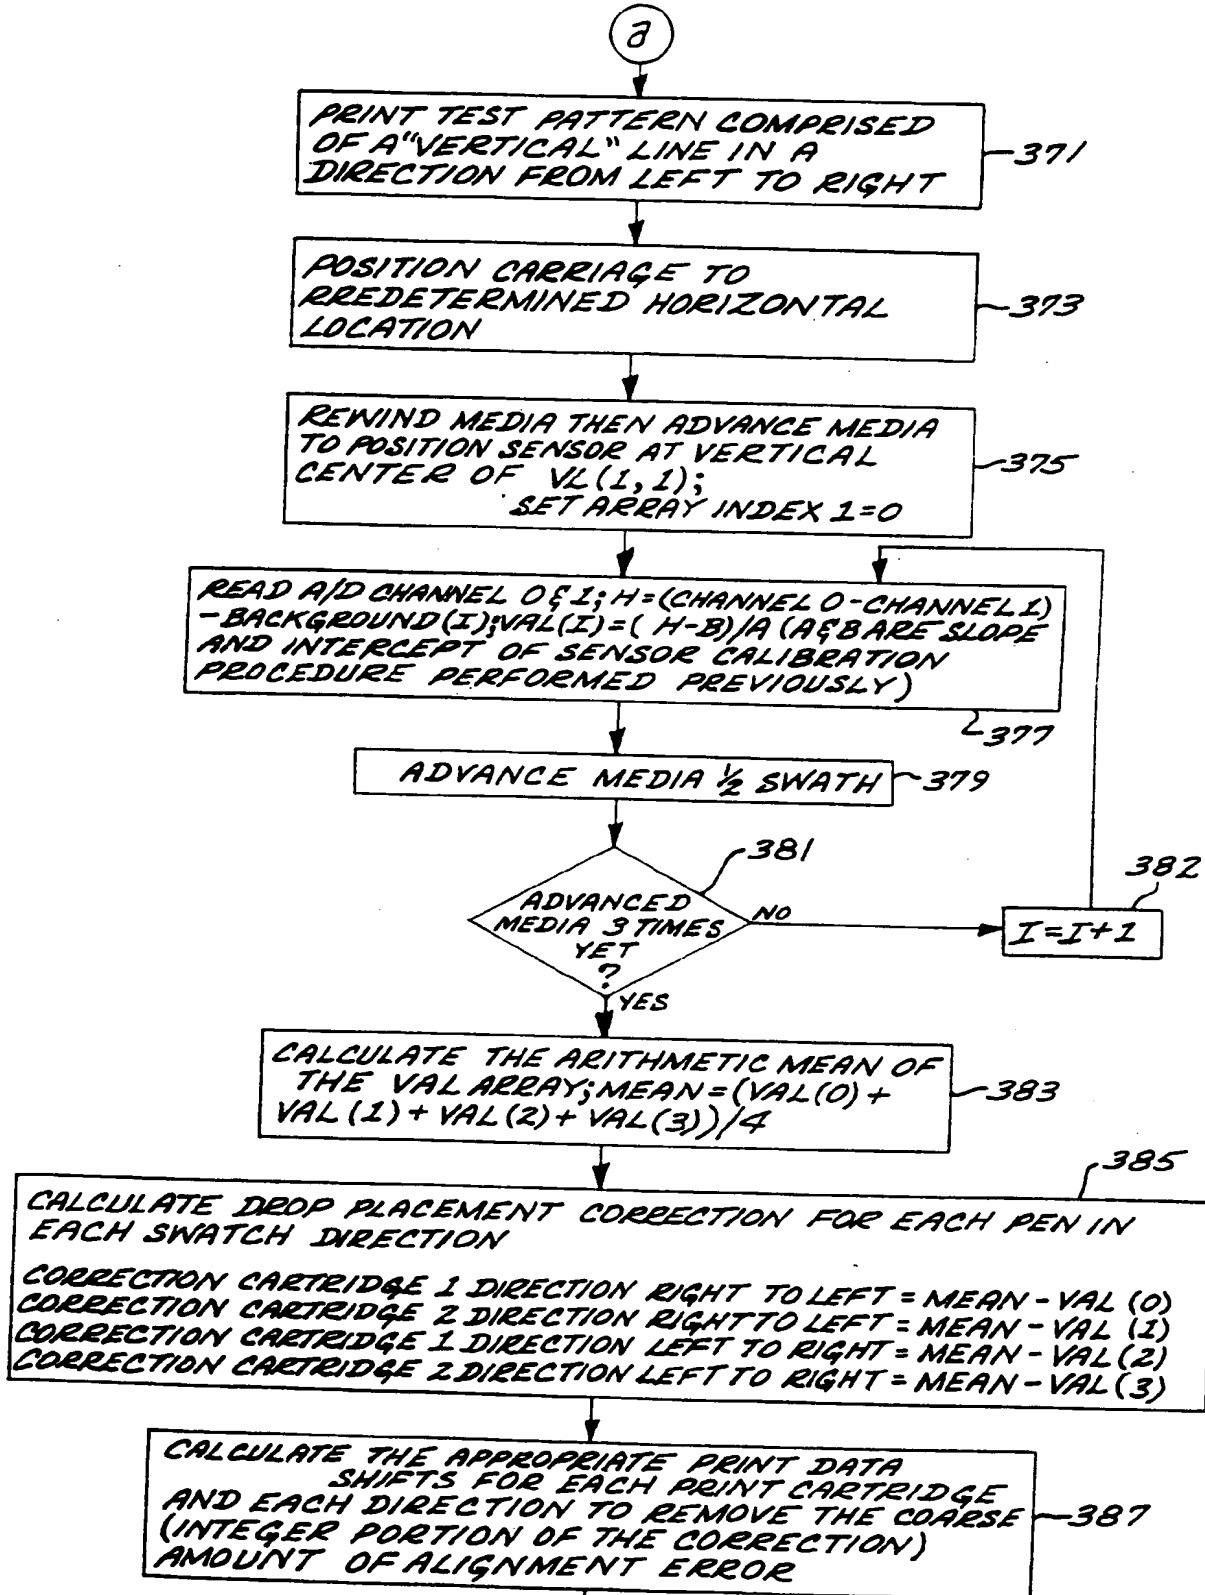 a
PRINT TEST PATTERN COMPRISED
OF A "VERTICAL" LINE IN A
DIRECTION FROM LEFT TO RIGHT
371
POSITION CARRIAGE TO
RREDETERMINED HORIZONTAL
LOCATION
373
REWIND MEDIA THEN ADVANCE MEDIA
TO POSITION SENSOR AT VERTICAL
CENTER OF VL(1,1);
SET ARRAY INDEX 1=0
375
READ A/D CHANNEL 0 & 1; H=(CHANNEL 0-CHANNEL 1)
-BACKGROUND(I); VAL(I)=( H-B)/A (A&B ARE SLOPE
AND INTERCEPT OF SENSOR CALIBRATION
PROCEDURE PERFORMED PREVIOUSLY)
377
ADVANCE MEDIA ½ SWATH
379
381
ADVANCED
MEDIA 3 TIMES
YET
?
NO
382
I=I+1
YES
CALCULATE THE ARITHMETIC MEAN OF
THE VAL ARRAY; MEAN=(VAL(0)+
VAL(1)+VAL(2)+VAL(3))/4
383
385
CALCULATE DROP PLACEMENT CORRECTION FOR EACH PEN IN
EACH SWATCH DIRECTION
CORRECTION CARTRIDGE 1 DIRECTION RIGHT TO LEFT=MEAN-VAL(0)
CORRECTION CARTRIDGE 2 DIRECTION RIGHT TO LEFT=MEAN-VAL(1)
CORRECTION CARTRIDGE 1 DIRECTION LEFT TO RIGHT=MEAN-VAL(2)
CORRECTION CARTRIDGE 2 DIRECTION LEFT TO RIGHT=MEAN-VAL(3)
CALCULATE THE APPROPRIATE PRINT DATA
SHIFTS FOR EACH PRINT CARTRIDGE
AND EACH DIRECTION TO REMOVE THE COARSE
(INTEGER PORTION OF THE CORRECTION)
AMOUNT OF ALIGNMENT ERROR
387